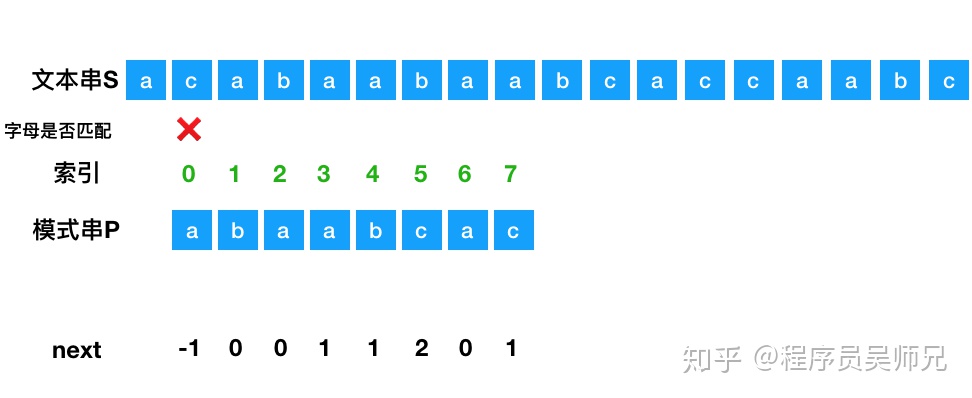 文本串S a c a b a a b a a b c a c c a a b c
字母是否匹配
索引 0 1 2 3 4 5 6 7
模式串P a b a a b c a c
next -1 0 0 1 1 2 0 1
知乎 @程序员吴师兄